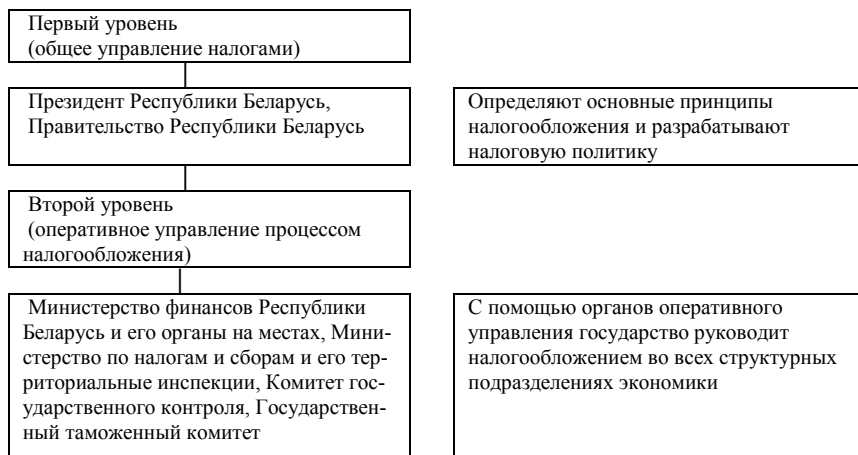 Первый уровень
(общее управление налогами)
Президент Республики Беларусь,
Правительство Республики Беларусь
Определяют основные принципы
налогообложения и разрабатывают
налоговую политику
Второй уровень
(оперативное управление процессом
налогообложения)
Министерство финансов Республики
Беларусь и его органы на местах, Мини-
стерство по налогам и сборам и его тер-
риториальные инспекции, Комитет гос-
ударственного контроля, Государствен-
ный таможенный комитет
С помощью органов оперативного
управления государство руководит
налогообложением во всех структурных
подразделениях экономики